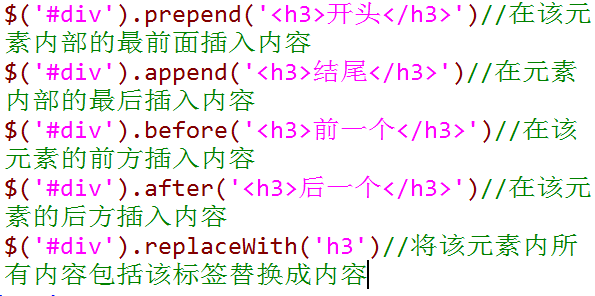 $('#div').prepend('<h3>开头</h3>')//在该元
素内部的最前面插入内容
$('#div').append('<h3>结尾</h3>')//在元素
内部的最后插入内容
$('#div').before('<h3>前一个</h3>')//在该
元素的前方插入内容
$('#div').after('<h3>后一个</h3>')//在该元
素的后方插入内容
$('#div').replaceWith('h3')//将该元素内所
有内容包括该标签替换成内容